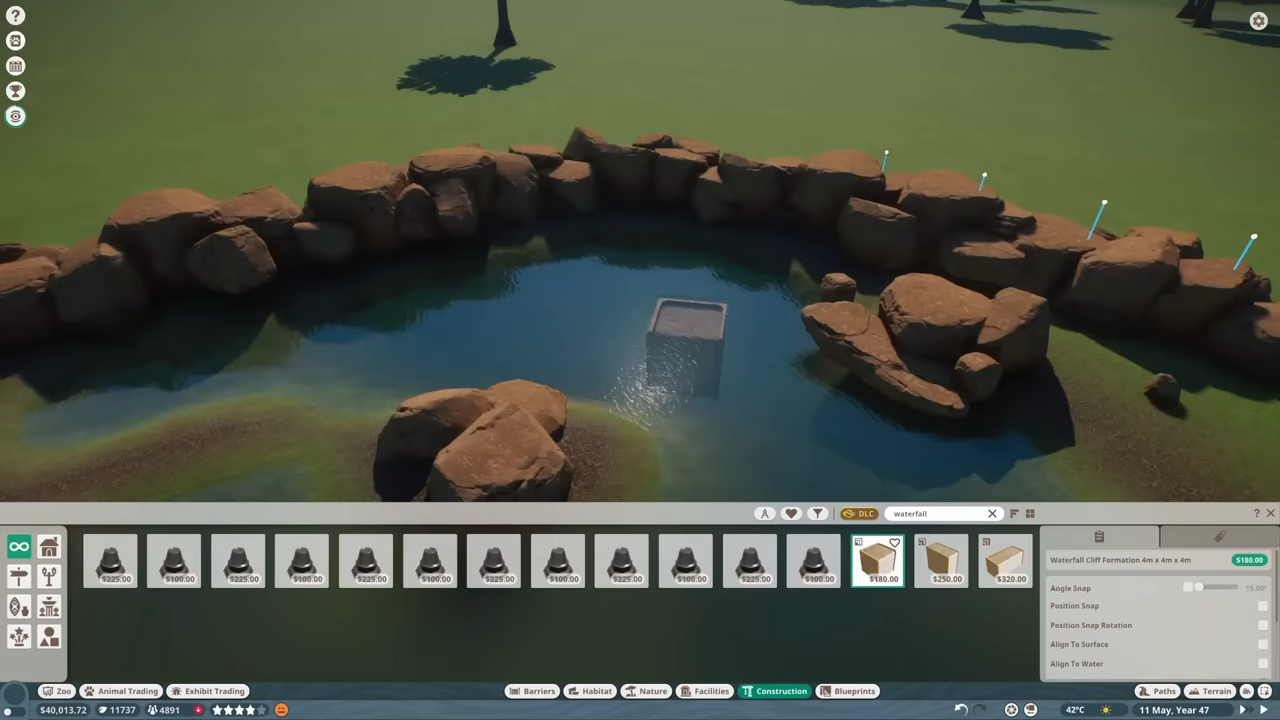 ?
DLC
waterfall
? X
$225.00 $100.00 $225.00 $100.00 $225.00 $100.00 $225.00 $100.00 $225.00 $100.00 $225.00 $100.00 $180.00 $250.00 $320.00
Waterfall Cliff Formation 4m x 4m x 4m $180.00
Angle Snap 15.00°
Position Snap
Position Snap Rotation
Align To Surface
Align To Water
Zoo Animal Trading Exhibit Trading Barriers Habitat Nature Facilities Construction Blueprints Paths Terrain
$40,013.72 11737 4891 42°C 11 May, Year 47